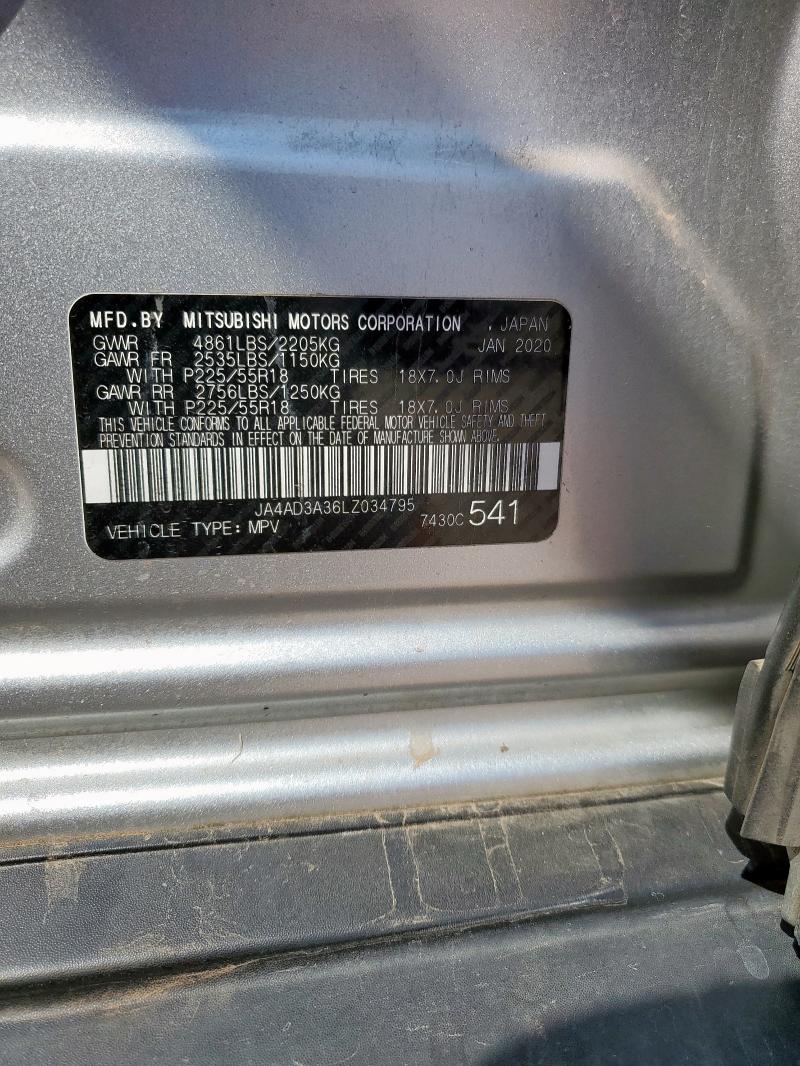 MFD.BY MITSUBISHI MOTORS CORPORATION , JAPAN
GVWR 4861LBS/2205KG JAN 2020
GAWR FR 2535LBS/1150KG
WITH P225/55R18 TIRES 18X7.0J RIMS
GAWR RR 2756LBS/1250KG
WITH P225/55R18 TIRES 18X7.0J RIMS
THIS VEHICLE CONFORMS TO ALL APPLICABLE FEDERAL MOTOR VEHICLE SAFETY AND THEFT
PREVENTION STANDARDS IN EFFECT ON THE DATE OF MANUFACTURE SHOWN ABOVE.
JA4AD3A36LZ034795
VEHICLE TYPE: MPV 7430C 541